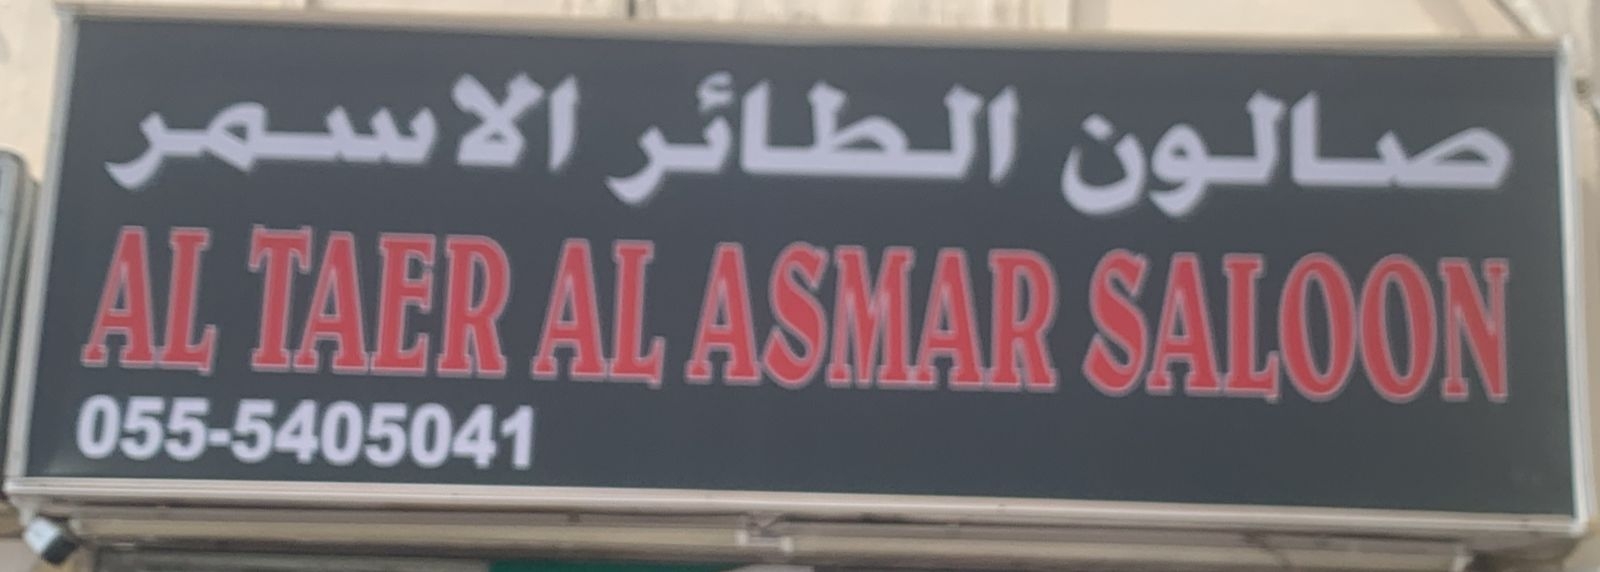 صالون الطائر الاسمر
AL TAER AL ASMAR SALOON
055-5405041